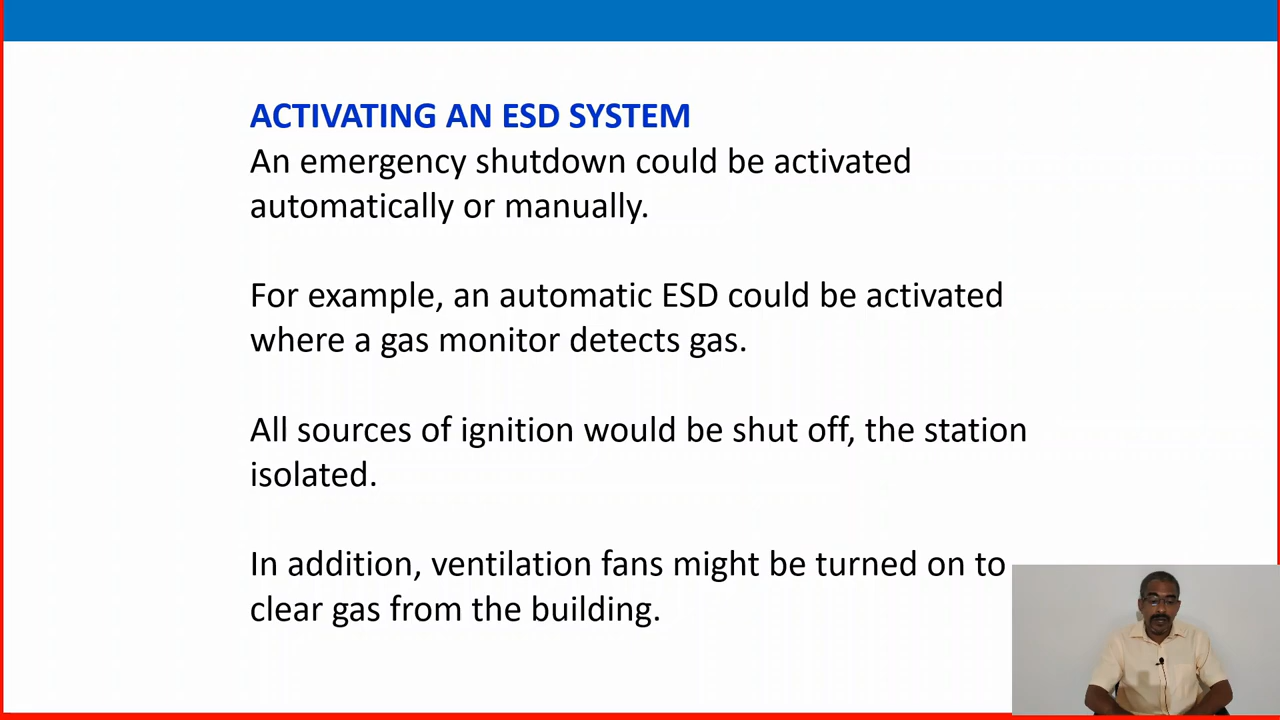 ACTIVATING AN ESD SYSTEM
An emergency shutdown could be activated
automatically or manually.
For example, an automatic ESD could be activated
where a gas monitor detects gas.
All sources of ignition would be shut off, the station
isolated.
In addition, ventilation fans might be turned on to
clear gas from the building.